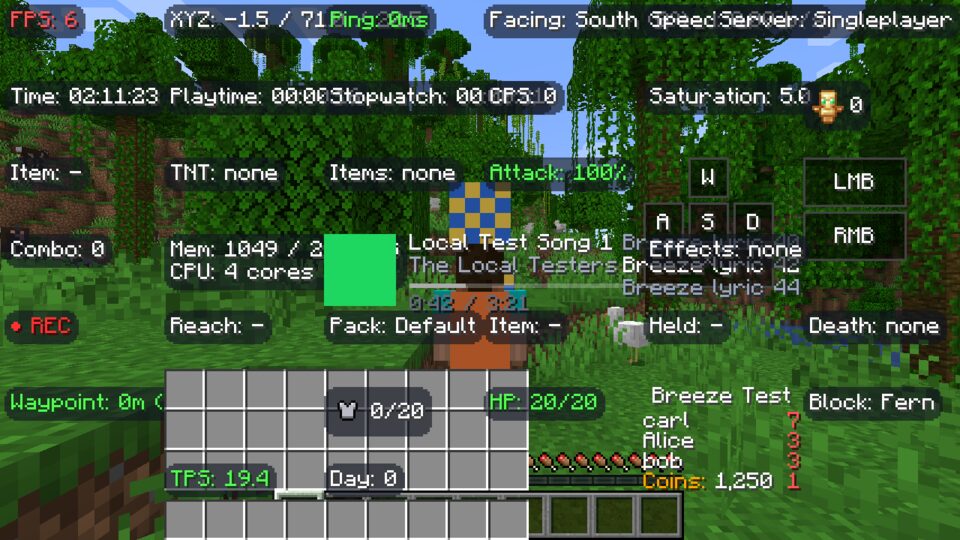 FPS: 6
XYZ: -1.5 / 71
Ping: 0ms
Facing: South
Speed
Server: Singleplayer
Time: 02:11:23
Playtime: 00:00
Stopwatch: 00:
CPS: 0
Saturation: 5.0
0
Item: -
TNT: none
Items: none
Attack: 100%
W
LMB
A S D
RMB
Combo: 0
Mem: 1049 / 2
CPU: 4 cores
Local Test Song 1
The Local Testers
0:42 / 3:21
Effects: none
Breeze lyric 42
Breeze lyric 44
REC
Reach: -
Pack: Default
Item: -
Held: -
Death: none
Waypoint: 0m (
0/20
HP: 20/20
Breeze Test
carl 7
Alice 3
bob 3
Coins: 1,250 1
Block: Fern
TPS: 19.4
Day: 0